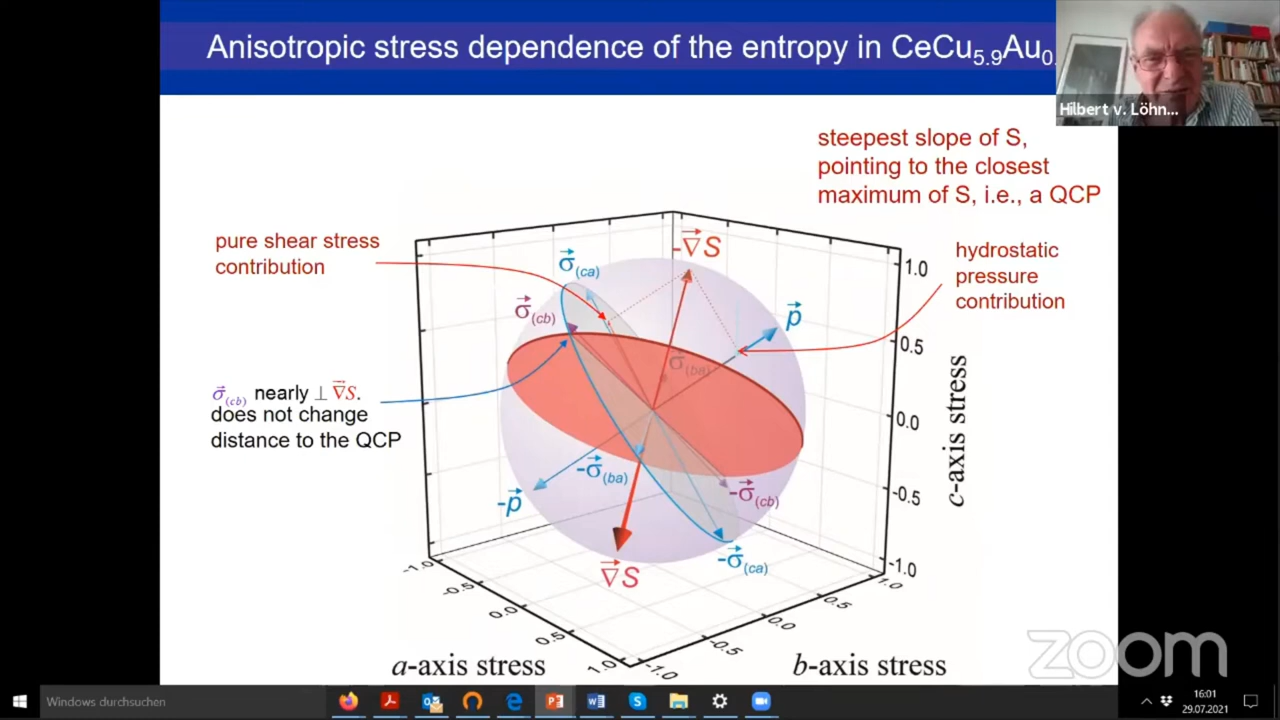 Anisotropic stress dependence of the entropy in CeCu5.9Au0.
Hilbert v. Löhn...
steepest slope of S,
pointing to the closest
maximum of S, i.e., a QCP
pure shear stress
contribution
hydrostatic
pressure
contribution
-∇⃗S
σ⃗(ca)
σ⃗(cb)
p⃗
σ⃗(ba)
σ⃗(cb) nearly ⊥ ∇⃗S.
does not change
distance to the QCP
-σ⃗(ba)
-p⃗
-σ⃗(cb)
-σ⃗(ca)
∇⃗S
1.0
0.5
0.0
-0.5
-1.0
c-axis stress
-1.0
-0.5
0.0
0.5
1.0
a-axis stress
-1.0
-0.5
0.0
0.5
1.0
b-axis stress
zoom
Windows durchsuchen
16:01
29.07.2021